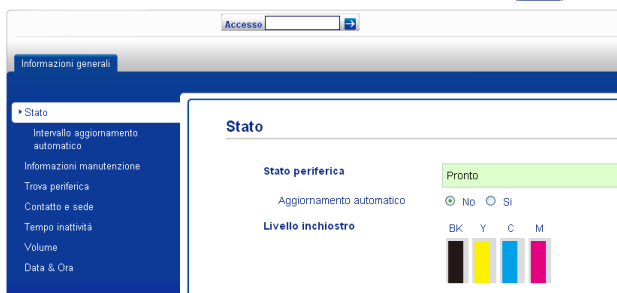 Accesso
Informazioni generali
Stato
Intervallo aggiornamento
automatico
Informazioni manutenzione
Trova periferica
Contatto e sede
Tempo inattività
Volume
Data & Ora
Stato
Stato periferica
Pronto
Aggiornamento automatico
No Si
Livello inchiostro
BK Y C M